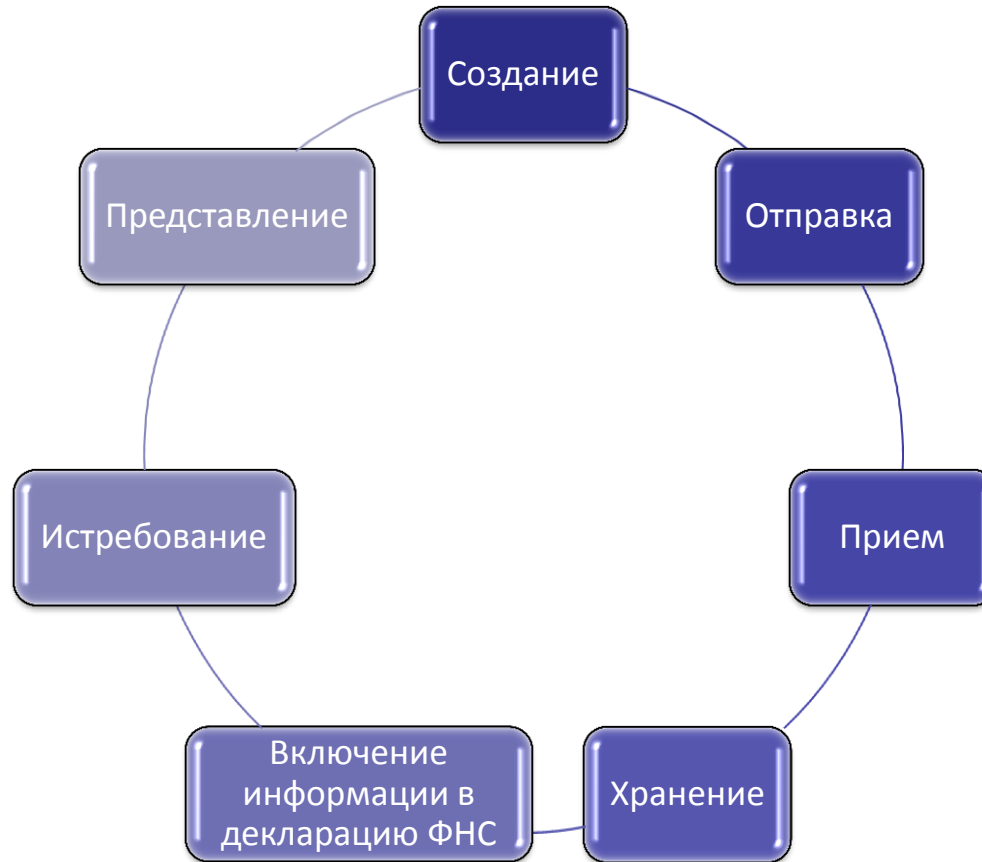 Создание
Отправка
Прием
Хранение
Включение
информации в
декларацию ФНС
Истребование
Представление